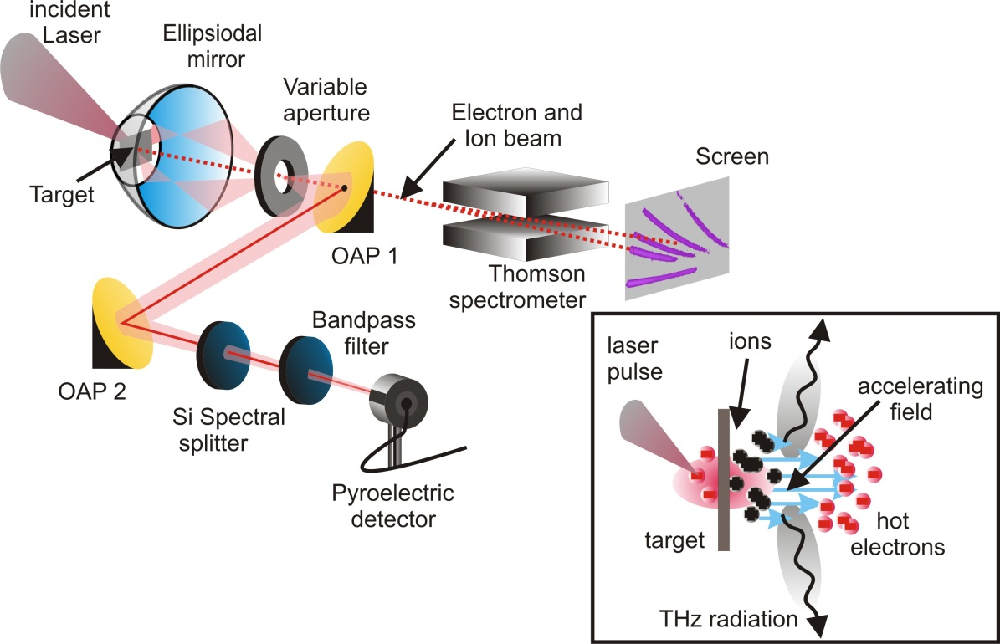 incident
Laser
Ellipsiodal
mirror
Variable
aperture
Electron and
Ion beam
Screen
Target
OAP 1
Thomson
spectrometer
Bandpass
filter
OAP 2
Si Spectral
splitter
Pyroelectric
detector
laser
pulse
ions
accelerating
field
target
hot
electrons
THz radiation